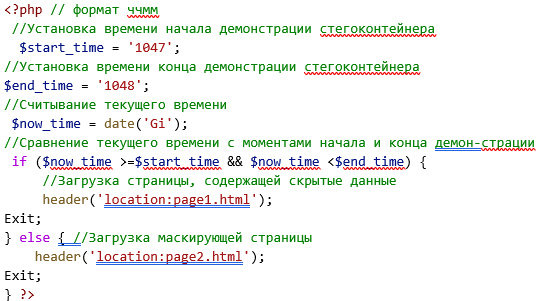 <?php // формат ччмм
//Установка времени начала демонстрации стегоконтейнера
$start_time = '1047';
//Установка времени конца демонстрации стегоконтейнера
$end_time = '1048';
//Считывание текущего времени
$now_time = date('Gi');
//Сравнение текущего времени с моментами начала и конца демон-страции
if ($now_time >=$start_time && $now_time <$end_time) {
//Загрузка страницы, содержащей скрытые данные
header('location:page1.html');
Exit;
} else { //Загрузка маскирующей страницы
header('location:page2.html');
Exit;
} ?>